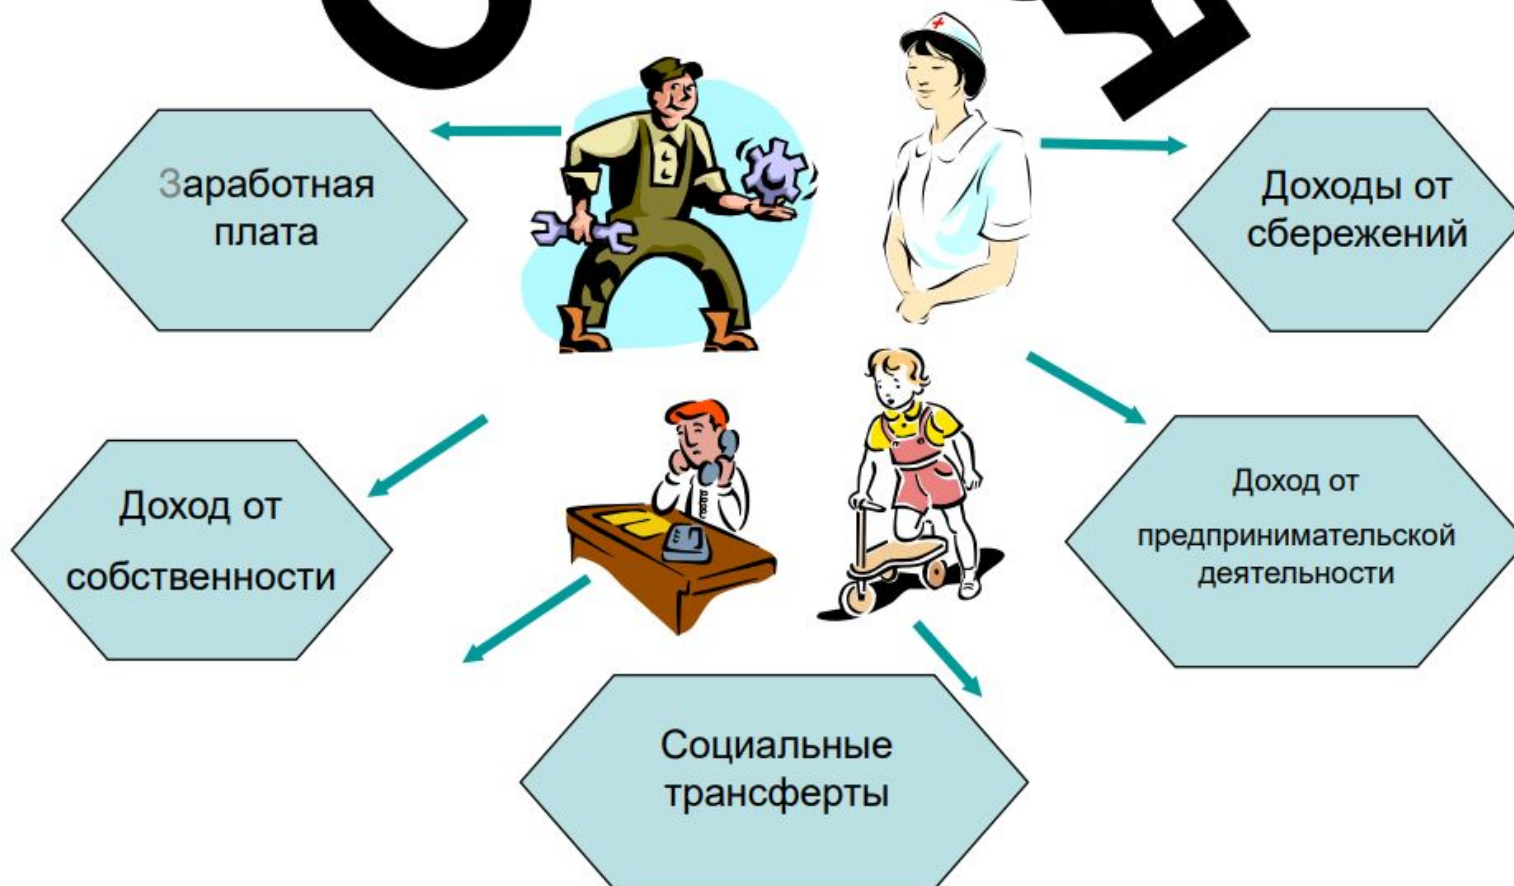 Заработная
плата
Доходы от
сбережений
Доход от
собственности
Доход от
предпринимательской
деятельности
Социальные
трансферты